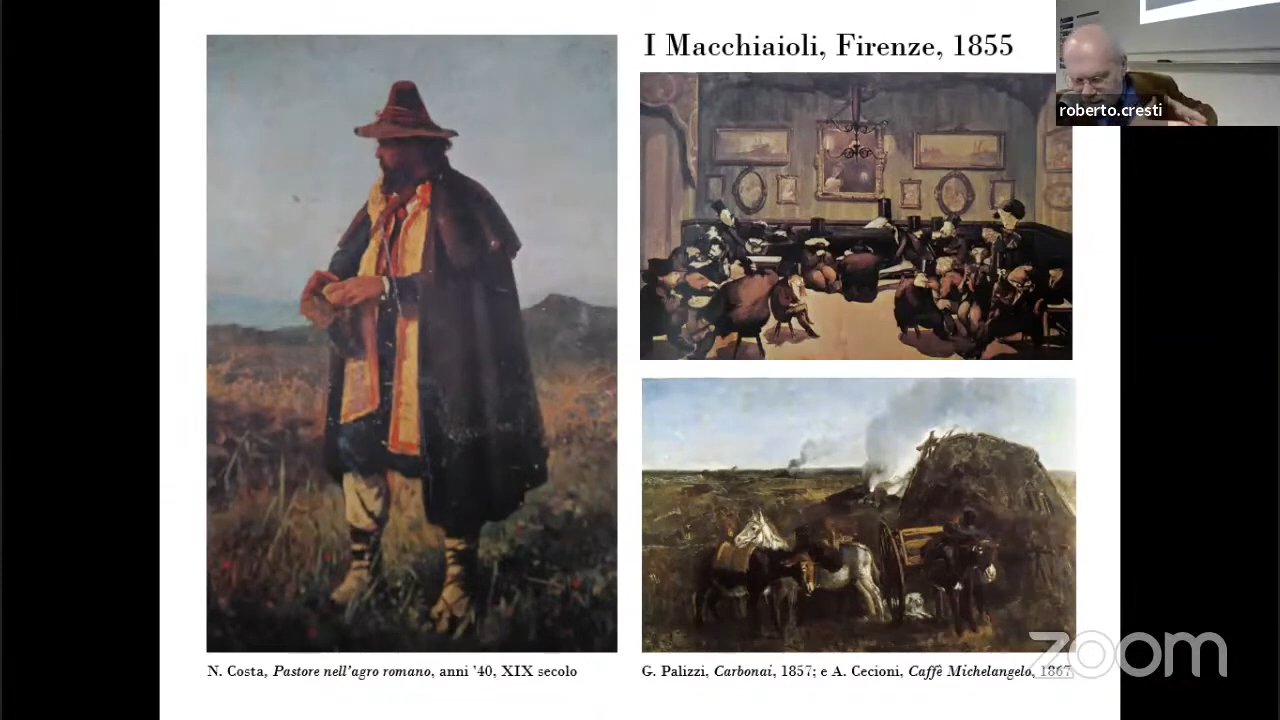 I Macchiaioli, Firenze, 1855
roberto.cresti
N. Costa, Pastore nell'agro romano, anni '40, XIX secolo
G. Palizzi, Carbonai, 1857; e A. Cecioni, Caffè Michelangelo, 1867
zoom